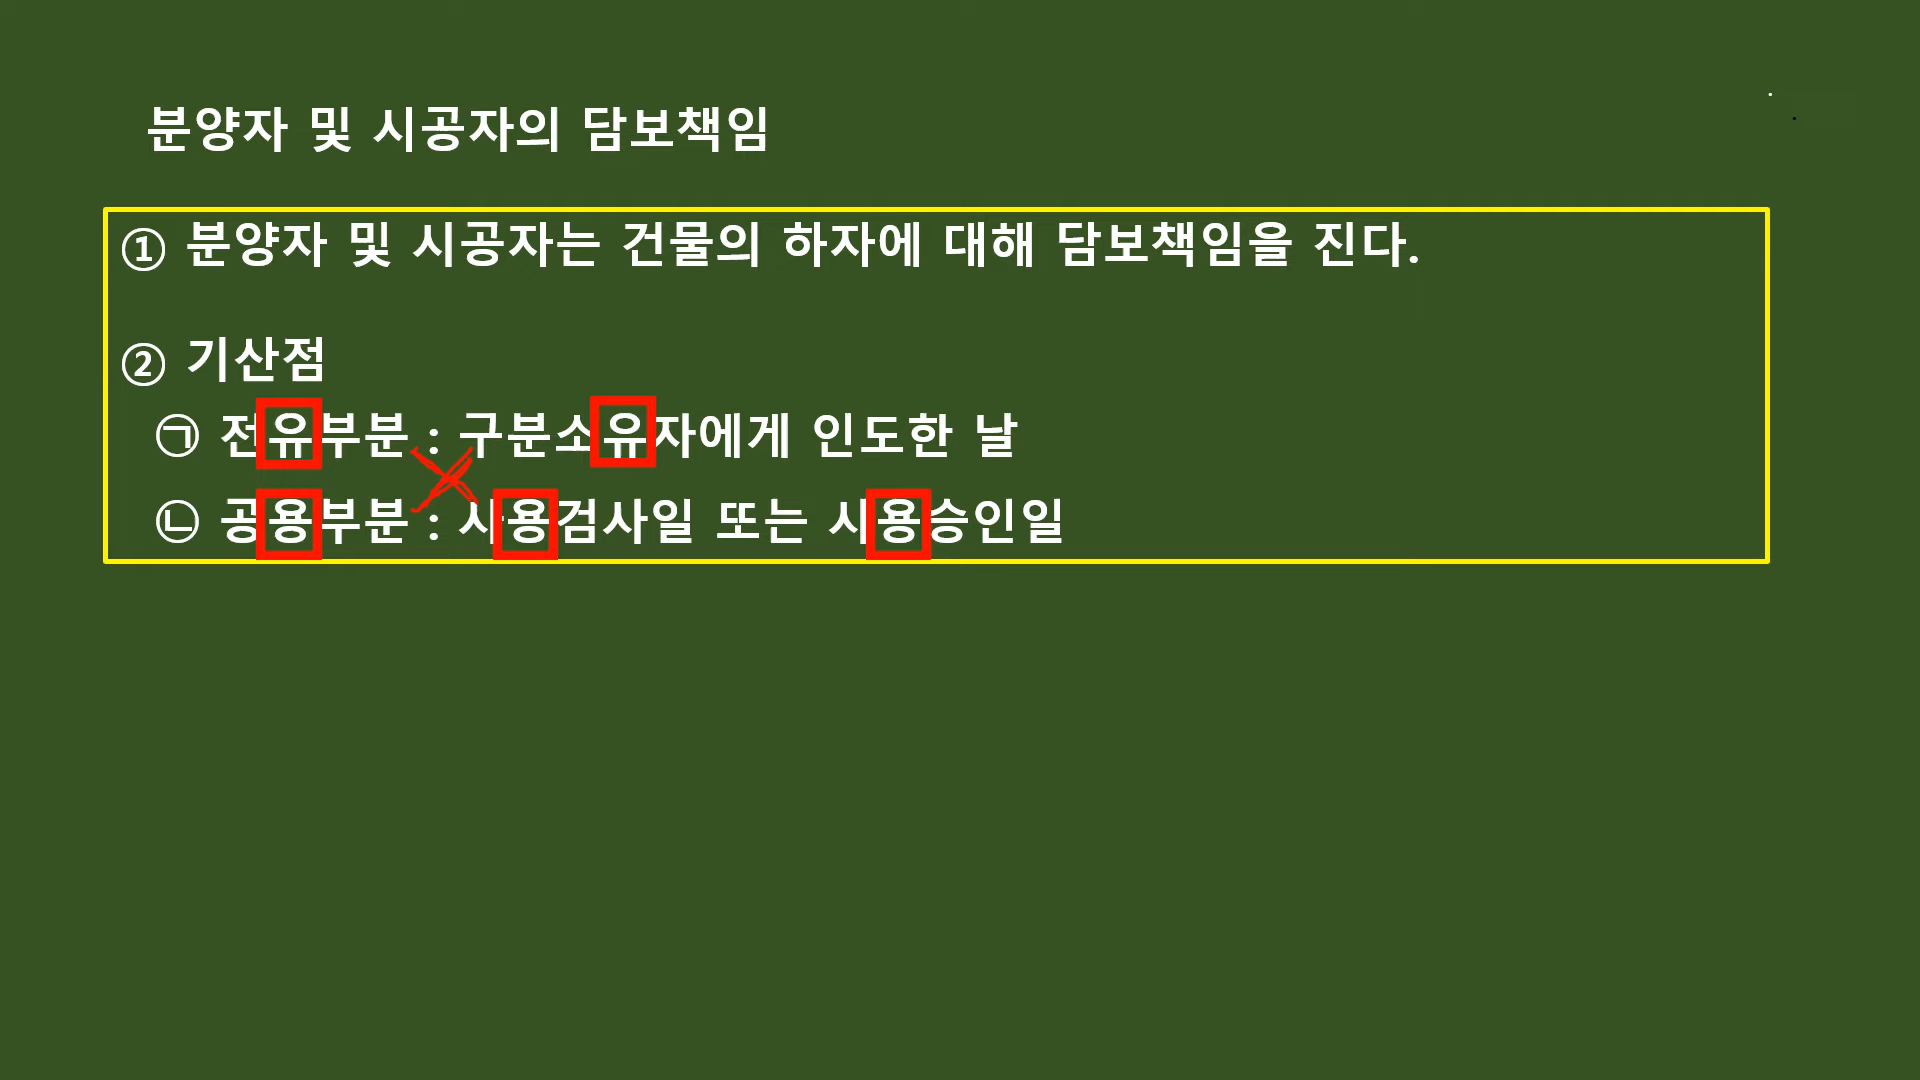 분양자 및 시공자의 담보책임
① 분양자 및 시공자는 건물의 하자에 대해 담보책임을 진다.
② 기산점
㉠ 전유부분 : 구분소유자에게 인도한 날
㉡ 공용부분 : 사용검사일 또는 사용승인일